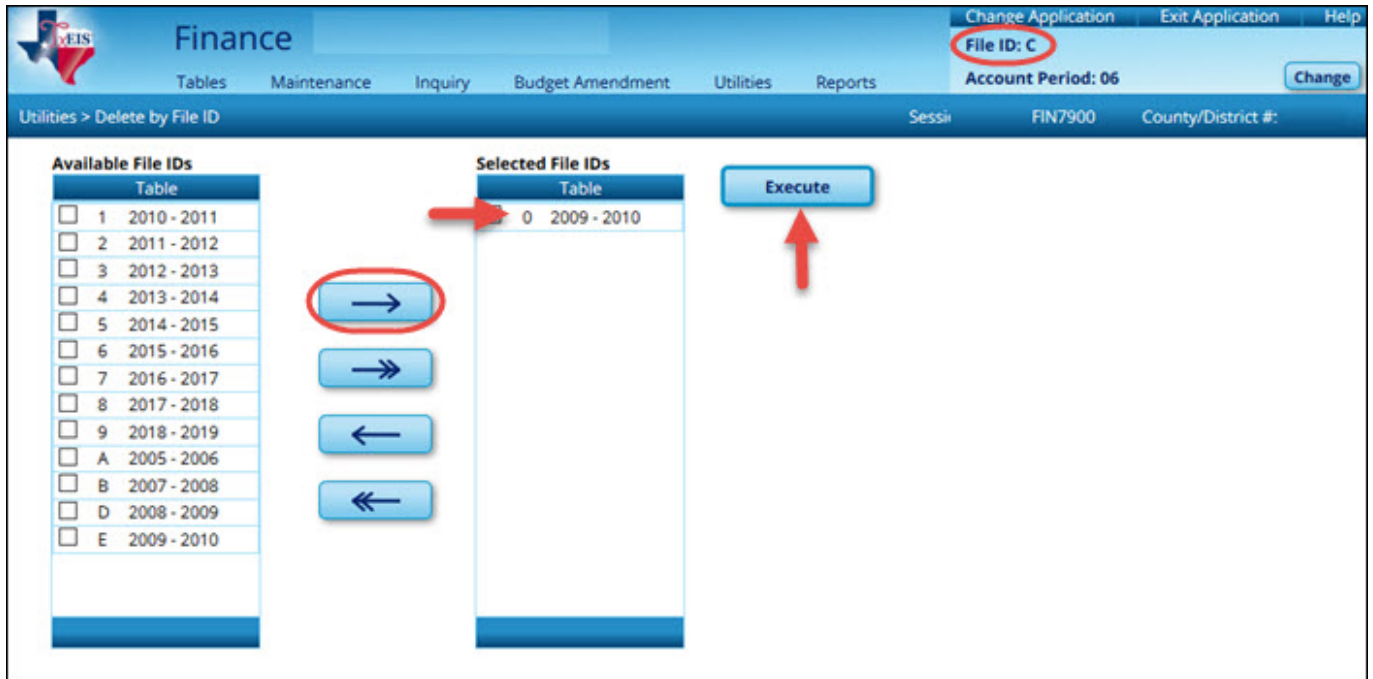 Change Application Exit Application Help
TxEIS Finance
File ID: C
Tables Maintenance Inquiry Budget Amendment Utilities Reports Account Period: 06 Change
Utilities > Delete by File ID FIN7900 County/District #:
Available File IDs Selected File IDs
Table Table Execute
1 2010 - 2011 0 2009 - 2010
2 2011 - 2012
3 2012 - 2013
4 2013 - 2014
5 2014 - 2015
6 2015 - 2016
7 2016 - 2017
8 2017 - 2018
9 2018 - 2019
A 2005 - 2006
B 2007 - 2008
D 2008 - 2009
E 2009 - 2010